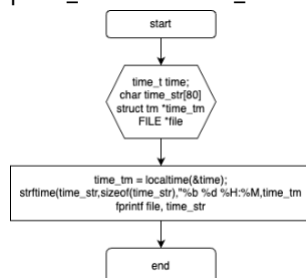 start
time_t time;
char time_str[80]
struct tm *time_tm
FILE *file
time_tm = localtime(&time);
strftime(time_str,sizeof(time_str),"%b %d %H:%M,time_tm
fprintf file, time_str
end